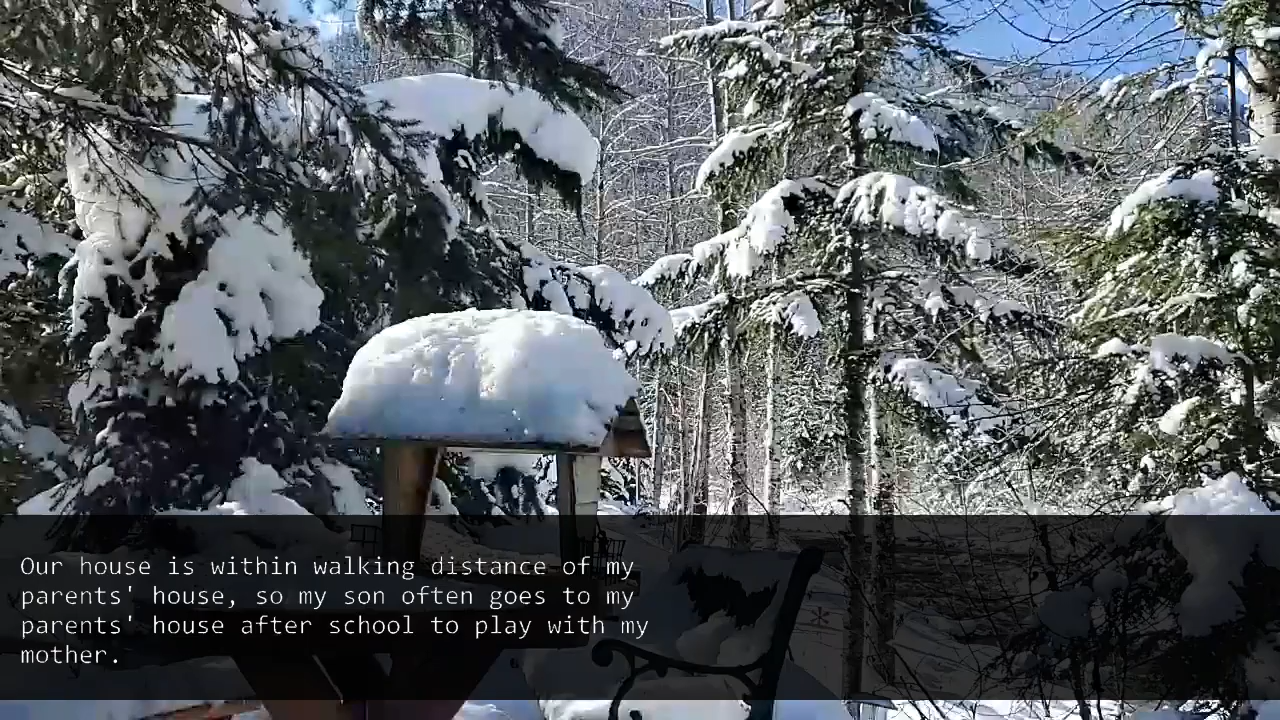 Our house is within walking distance of my
parents' house, so my son often goes to my
parents' house after school to play with my
mother.